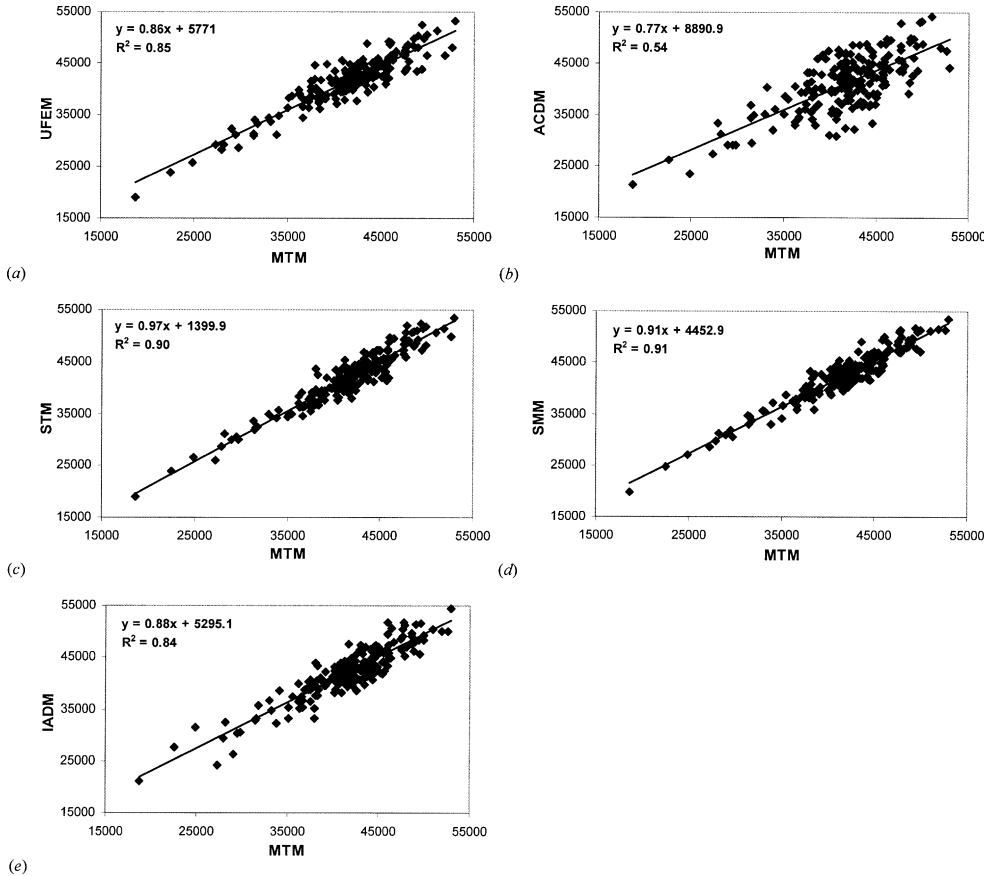 55000
y = 0.86x + 5771
R² = 0.85
45000
35000
25000
15000
UFEM
15000 25000 35000 45000 55000
MTM
(a)
55000
y = 0.77x + 8890.9
R² = 0.54
45000
35000
25000
15000
ACDM
15000 25000 35000 45000 55000
MTM
(b)
55000
y = 0.97x + 1399.9
R² = 0.90
45000
35000
25000
15000
STM
15000 25000 35000 45000 55000
MTM
(c)
55000
y = 0.91x + 4452.9
R² = 0.91
45000
35000
25000
15000
SMM
15000 25000 35000 45000 55000
MTM
(d)
55000
y = 0.88x + 5295.1
R² = 0.84
45000
35000
25000
15000
IADM
15000 25000 35000 45000 55000
MTM
(e)